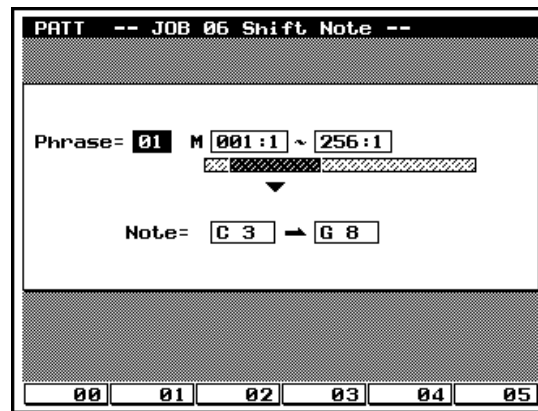 PATT -- JOB 06 Shift Note --
Phrase= 01 M 001:1 ~ 256:1
Note= C 3 → G 8
00 01 02 03 04 05